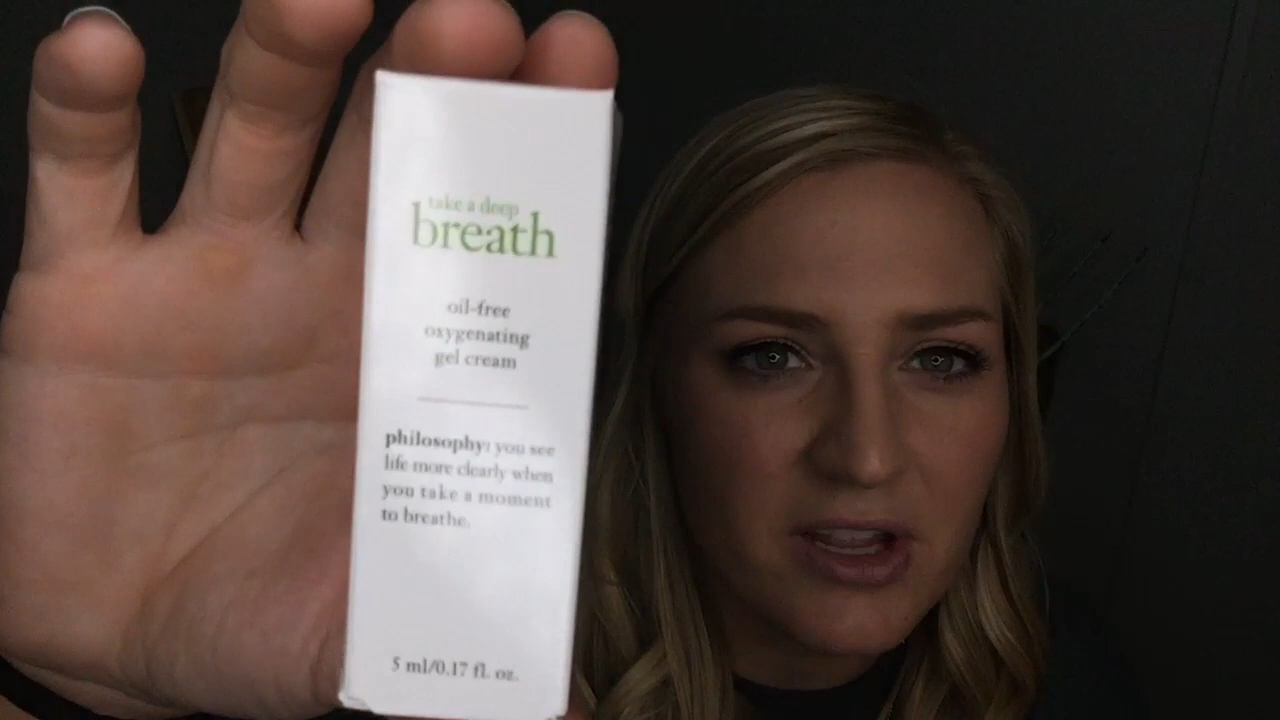 take a deep
breath
oil-free
oxygenating
gel cream
philosophy: you see
life more clearly when
you take a moment
to breathe.
5 ml/0.17 fl. oz.